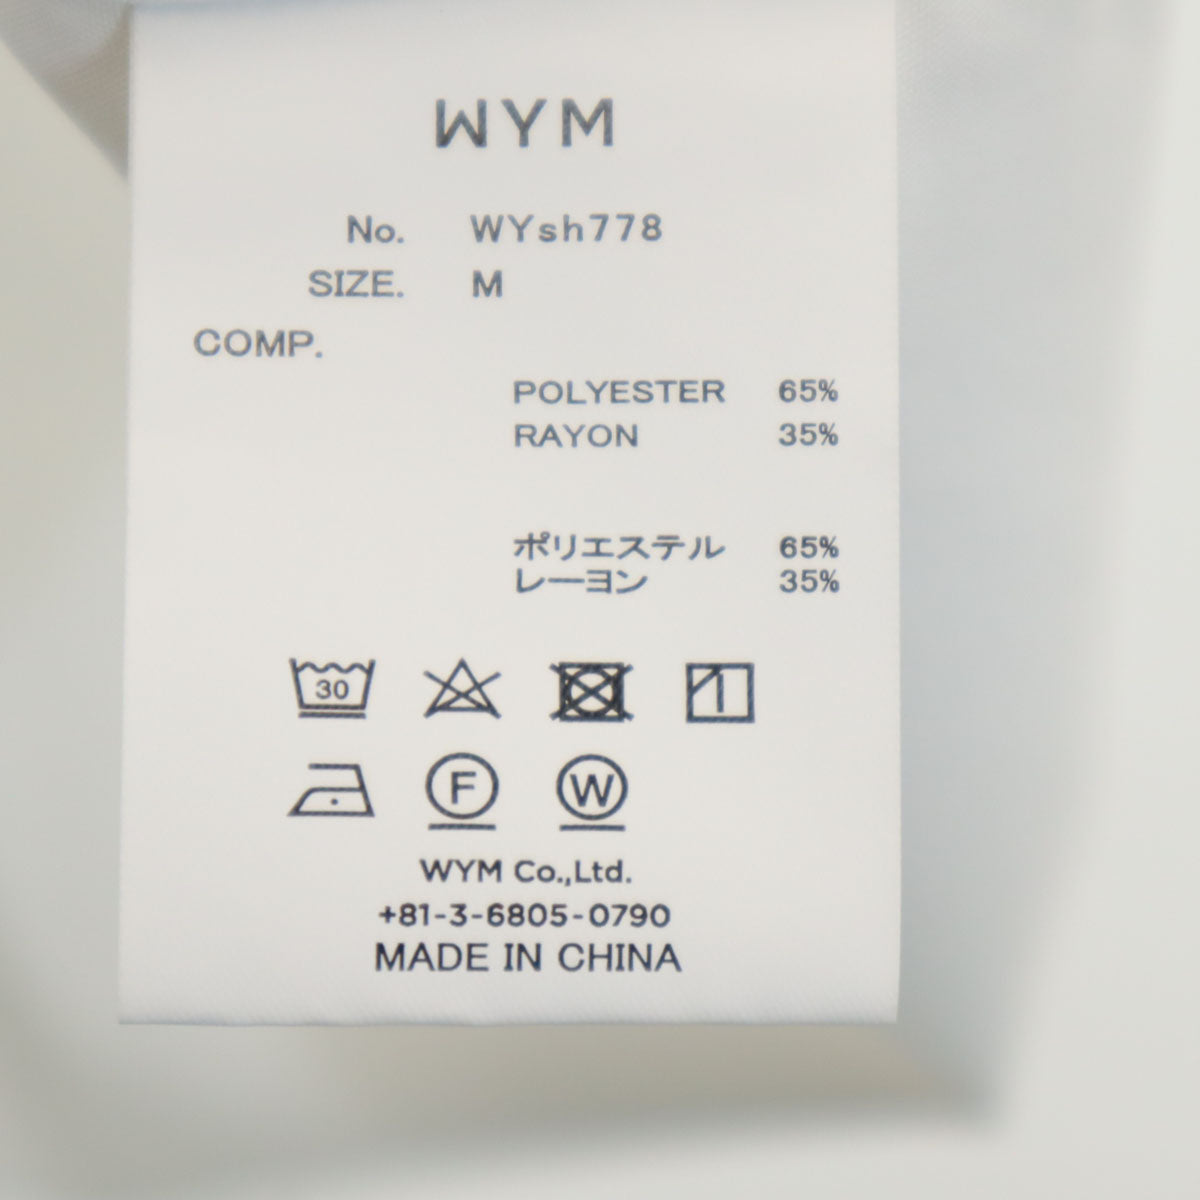 WYM
No. WYsh778
SIZE. M
COMP.
POLYESTER 65%
RAYON 35%
ポリエステル 65%
レーヨン 35%
30
F W
WYM Co.,Ltd.
+81-3-6805-0790
MADE IN CHINA